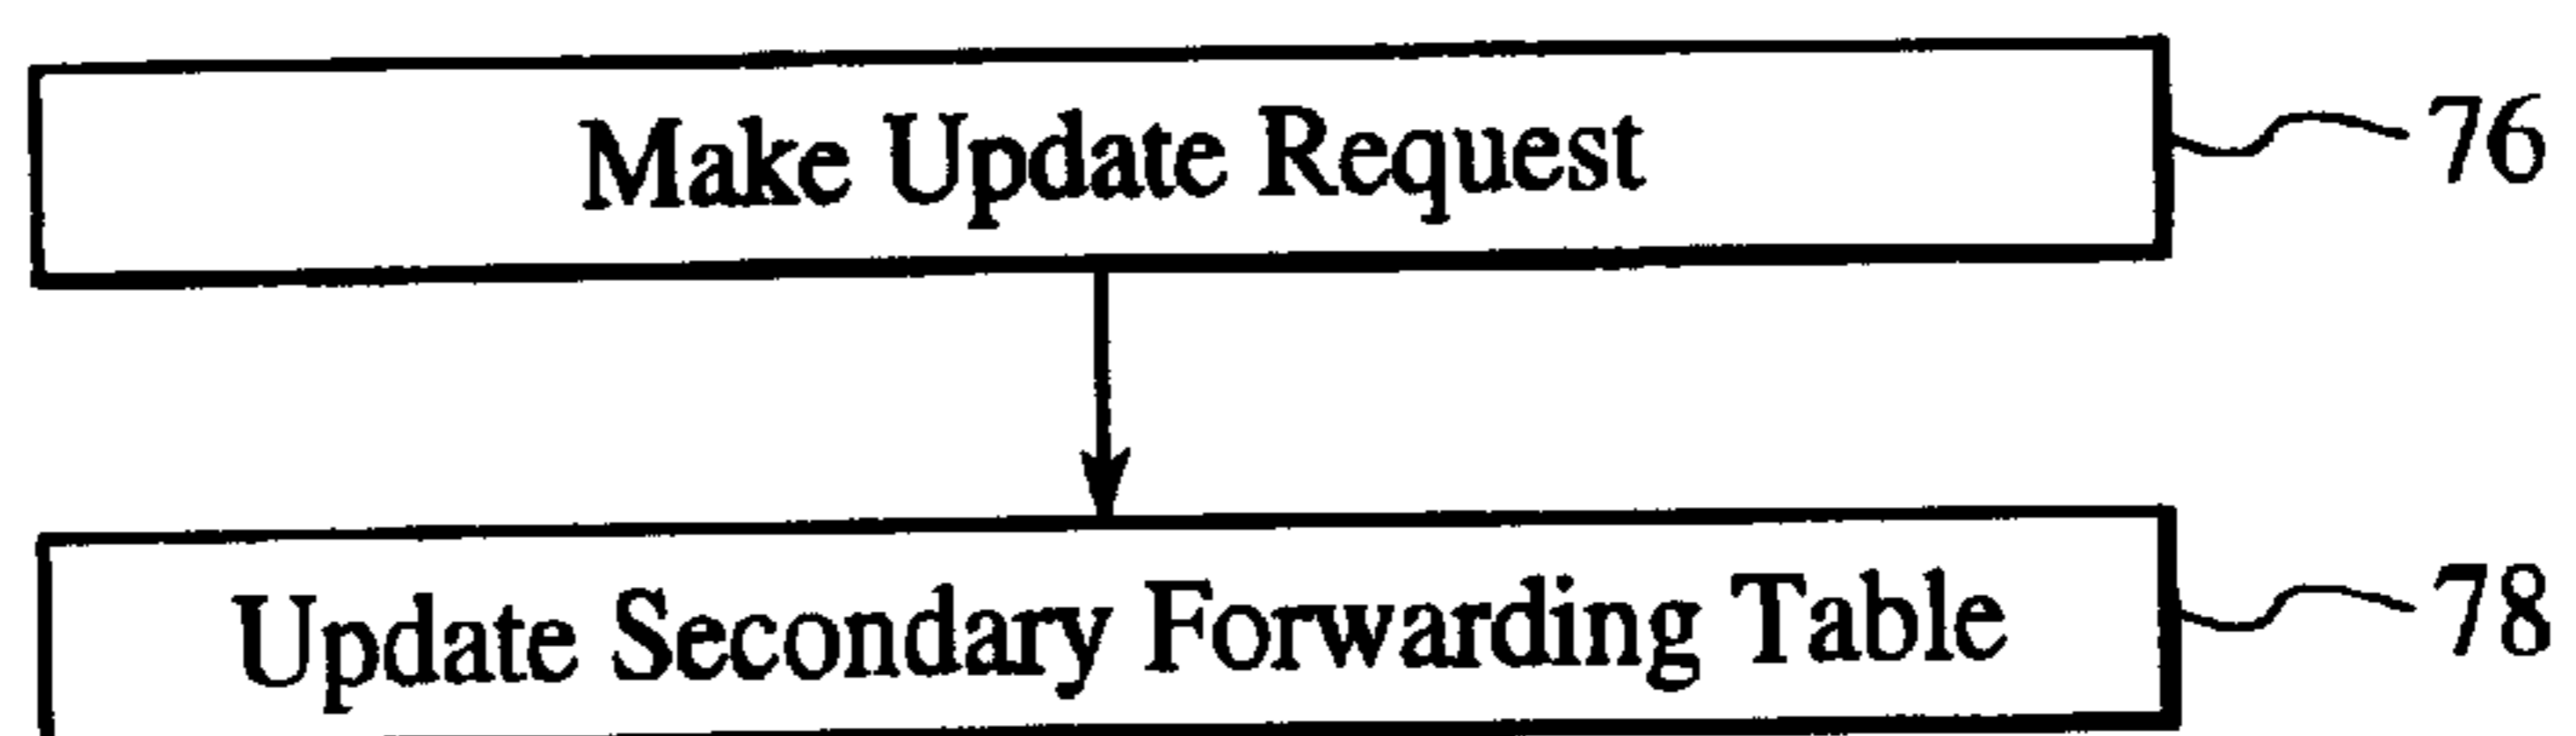 Make Update Request 76
Update Secondary Forwarding Table 78